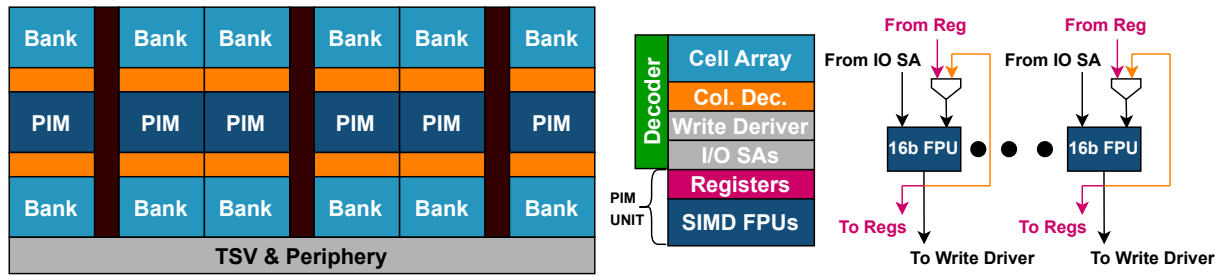 Bank Bank Bank Bank Bank Bank
PIM PIM PIM PIM PIM PIM
Bank Bank Bank Bank Bank Bank
TSV & Periphery
Decoder
Cell Array
Col. Dec.
Write Deriver
I/O SAs
Registers
SIMD FPUs
PIM
UNIT
From Reg
From IO SA
16b FPU
To Regs
To Write Driver
From Reg
From IO SA
16b FPU
To Regs
To Write Driver